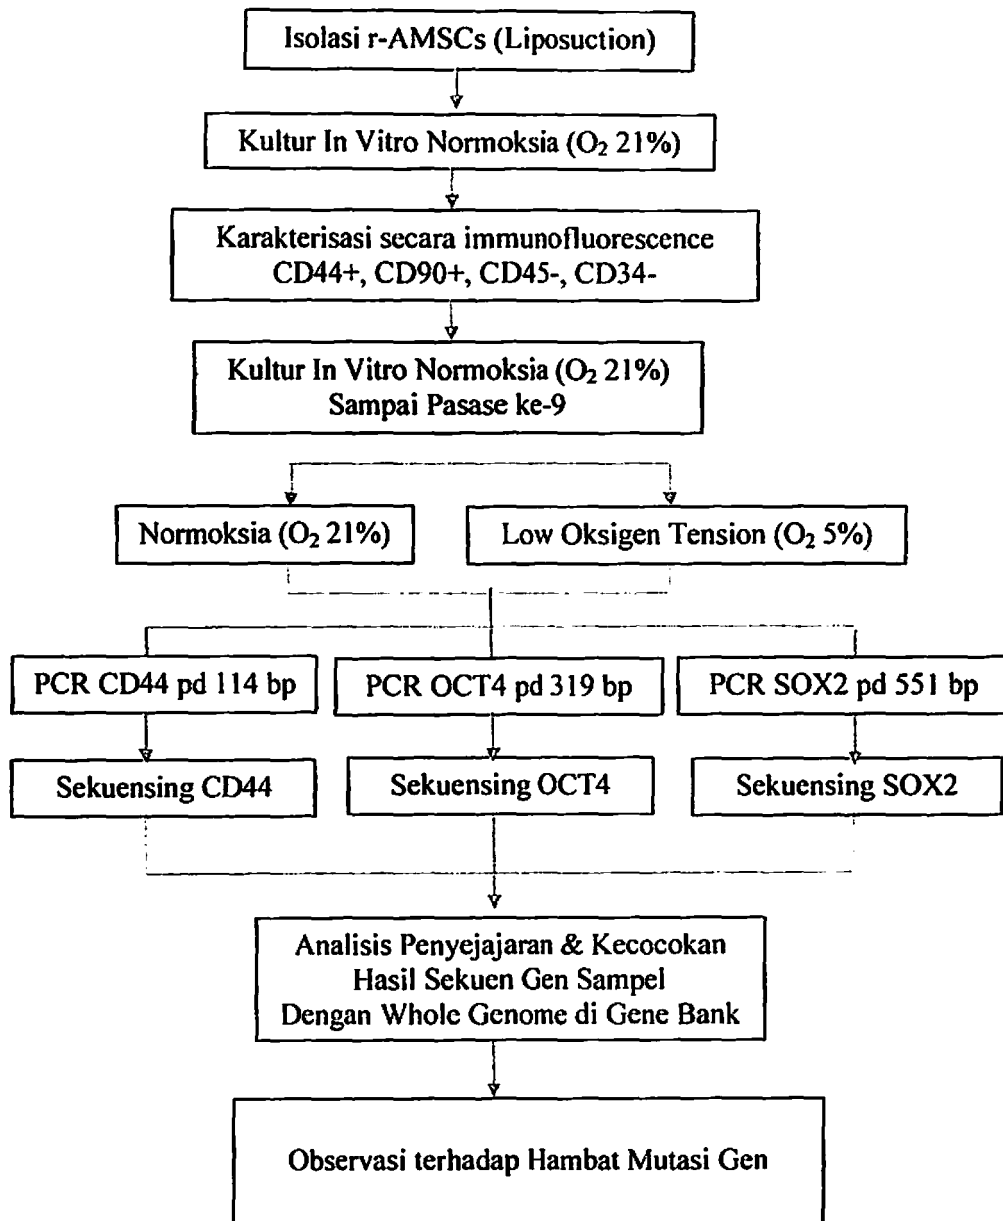 Isolasi r-AMSCs (Liposuction)
Kultur In Vitro Normoksia (O₂ 21%)
Karakterisasi secara immunofluorescence
CD44+, CD90+, CD45-, CD34-
Kultur In Vitro Normoksia (O₂ 21%)
Sampai Pasase ke-9
Normoksia (O₂ 21%)
Low Oksigen Tension (O₂ 5%)
PCR CD44 pd 114 bp
PCR OCT4 pd 319 bp
PCR SOX2 pd 551 bp
Sekuensing CD44
Sekuensing OCT4
Sekuensing SOX2
Analisis Penyejajaran & Kecocokan
Hasil Sekuen Gen Sampel
Dengan Whole Genome di Gene Bank
Observasi terhadap Hambat Mutasi Gen